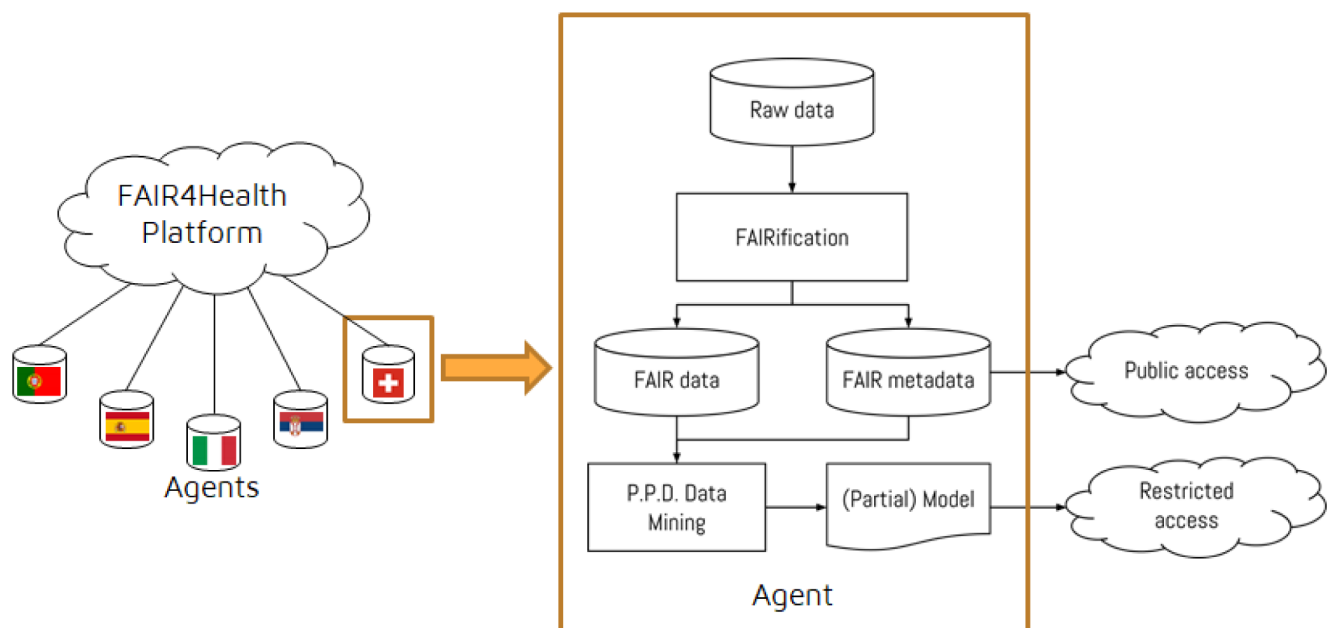 FAIR4Health
Platform
Agents
Raw data
FAIRification
FAIR data
FAIR metadata
Public access
P.P.D. Data
Mining
(Partial) Model
Restricted
access
Agent